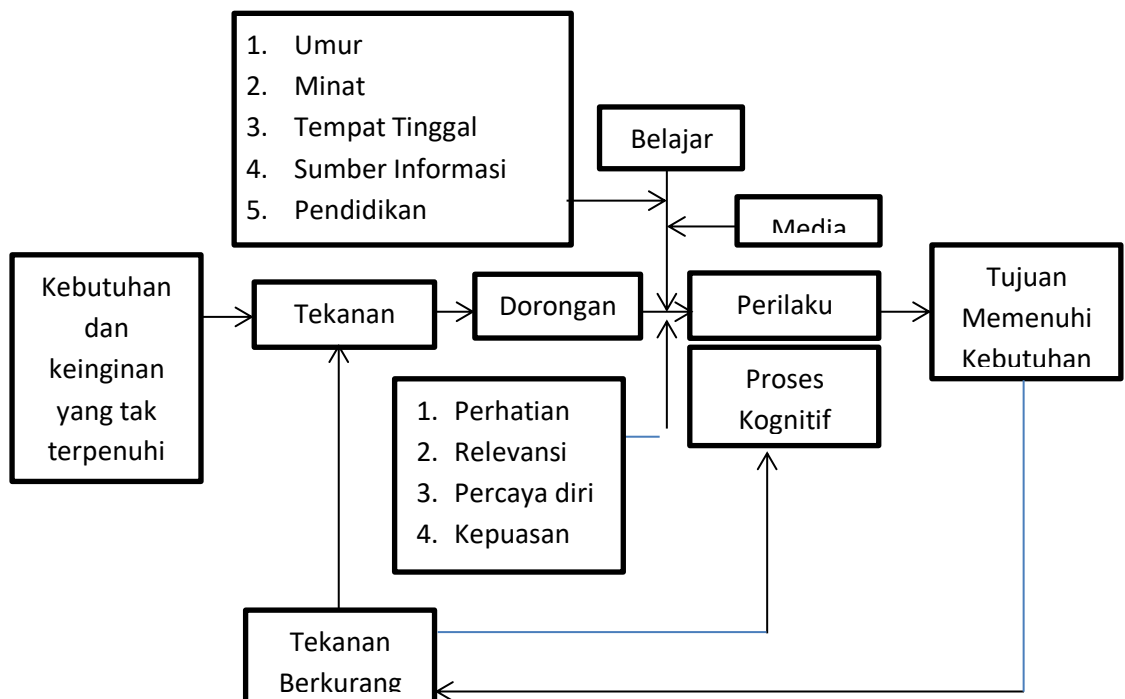 1. Umur
2. Minat
3. Tempat Tinggal
4. Sumber Informasi
5. Pendidikan
Belajar
Media
Kebutuhan
dan
keinginan
yang tak
terpenuhi
Tekanan
Dorongan
Perilaku
Tujuan
Memenuhi
Kebutuhan
Proses
Kognitif
1. Perhatian
2. Relevansi
3. Percaya diri
4. Kepuasan
Tekanan
Berkurang